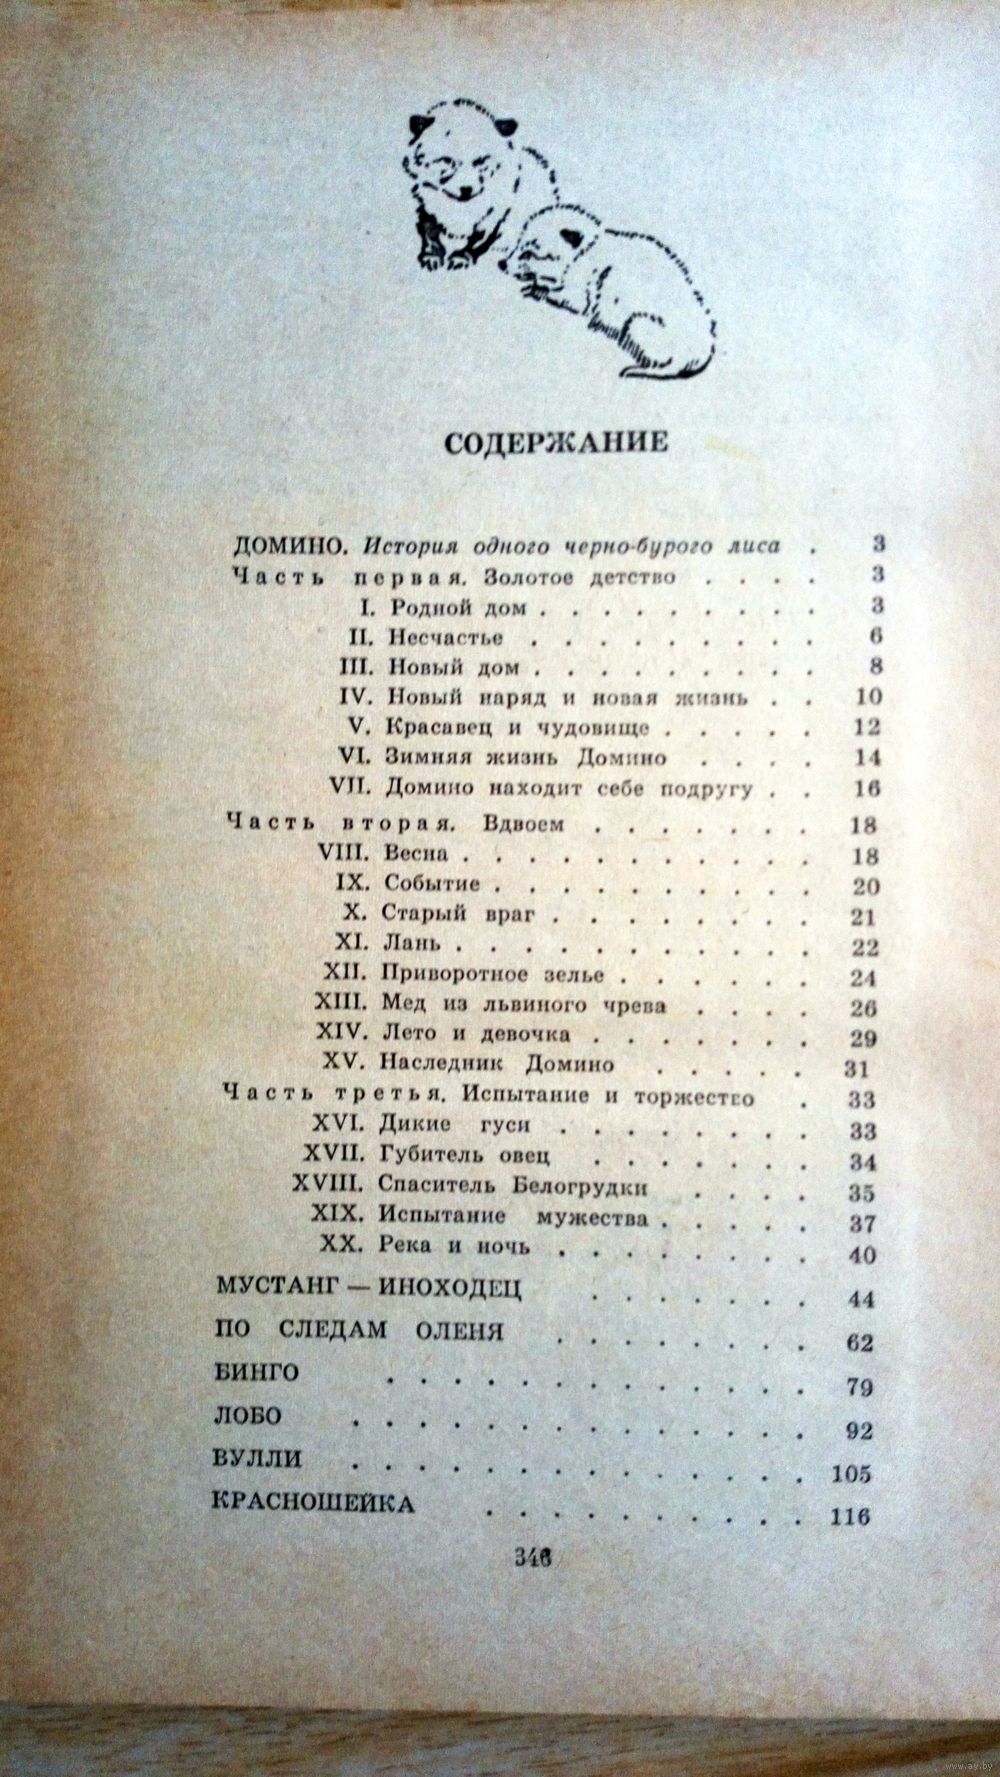 СОДЕРЖАНИЕ
ДОМИНО. История одного черно-бурого лиса . 3
Часть первая. Золотое детство . . . . 3
I. Родной дом . . . . . . . . . 3
II. Несчастье . . . . . . . . . 6
III. Новый дом . . . . . . . . . 8
IV. Новый наряд и новая жизнь . . 10
V. Красавец и чудовище . . . . . 12
VI. Зимняя жизнь Домино . . . . 14
VII. Домино находит себе подругу . . 16
Часть вторая. Вдвоем . . . . . . . 18
VIII. Весна . . . . . . . . . . . 18
IX. Событие . . . . . . . . . . 20
X. Старый враг . . . . . . . . 21
XI. Лань . . . . . . . . . . . 22
XII. Приворотное зелье . . . . . . 24
XIII. Мед из львиного чрева . . . . 26
XIV. Лето и девочка . . . . . . . 29
XV. Наследник Домино . . . . . 31
Часть третья. Испытание и торжество . 33
XVI. Дикие гуси . . . . . . . . 33
XVII. Губитель овец . . . . . . . 34
XVIII. Спаситель Белогрудки . . . . 35
XIX. Испытание мужества . . . . . 37
XX. Река и ночь . . . . . . . . 40
МУСТАНГ — ИНОХОДЕЦ . . . . . . . 44
ПО СЛЕДАМ ОЛЕНЯ . . . . . . . . 62
БИНГО . . . . . . . . . . . . . 79
ЛОБО . . . . . . . . . . . . . . 92
ВУЛЛИ . . . . . . . . . . . . . . 105
КРАСНОШЕЙКА . . . . . . . . . . 116
www.ay.by